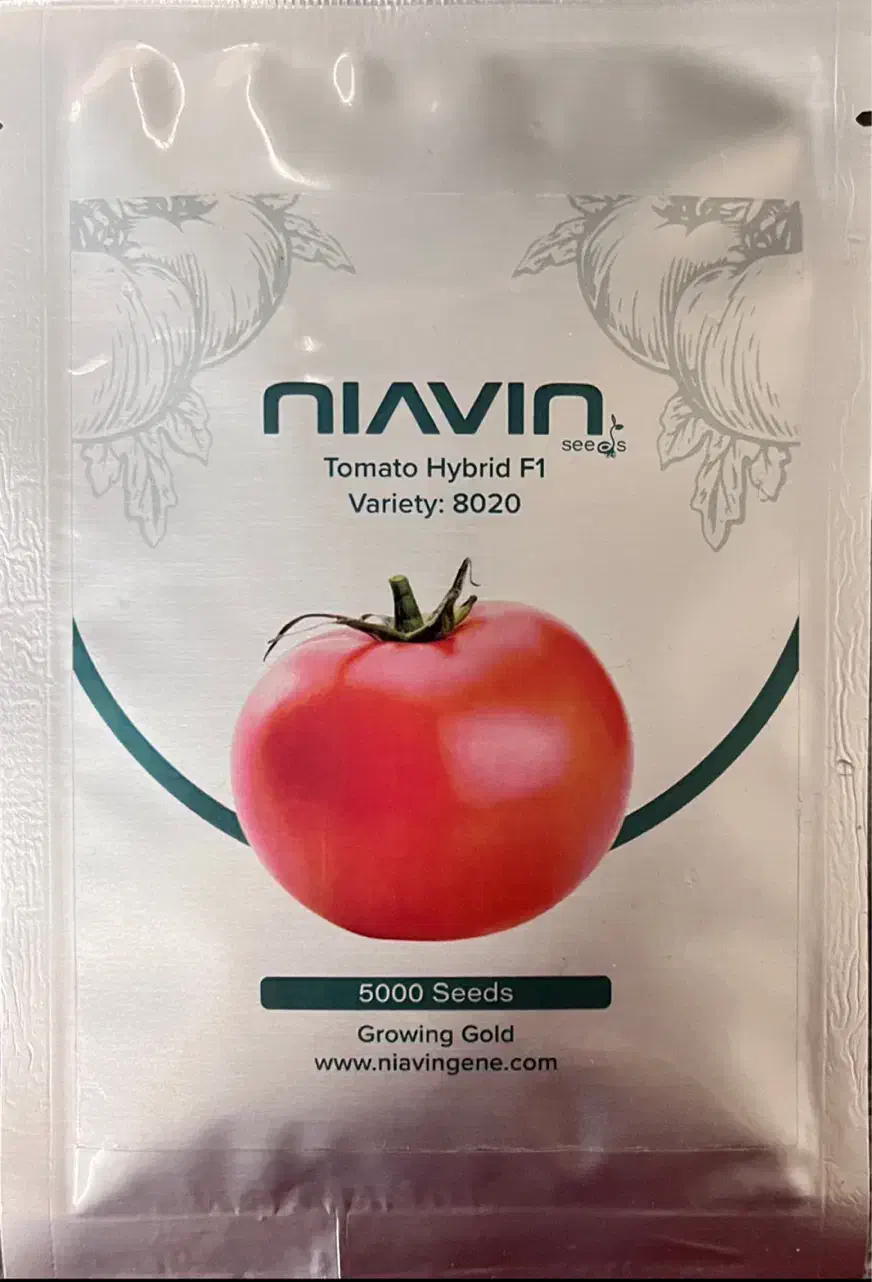 NIAVIN
seeds
Tomato Hybrid F1
Variety: 8020
5000 Seeds
Growing Gold
www.niavingene.com